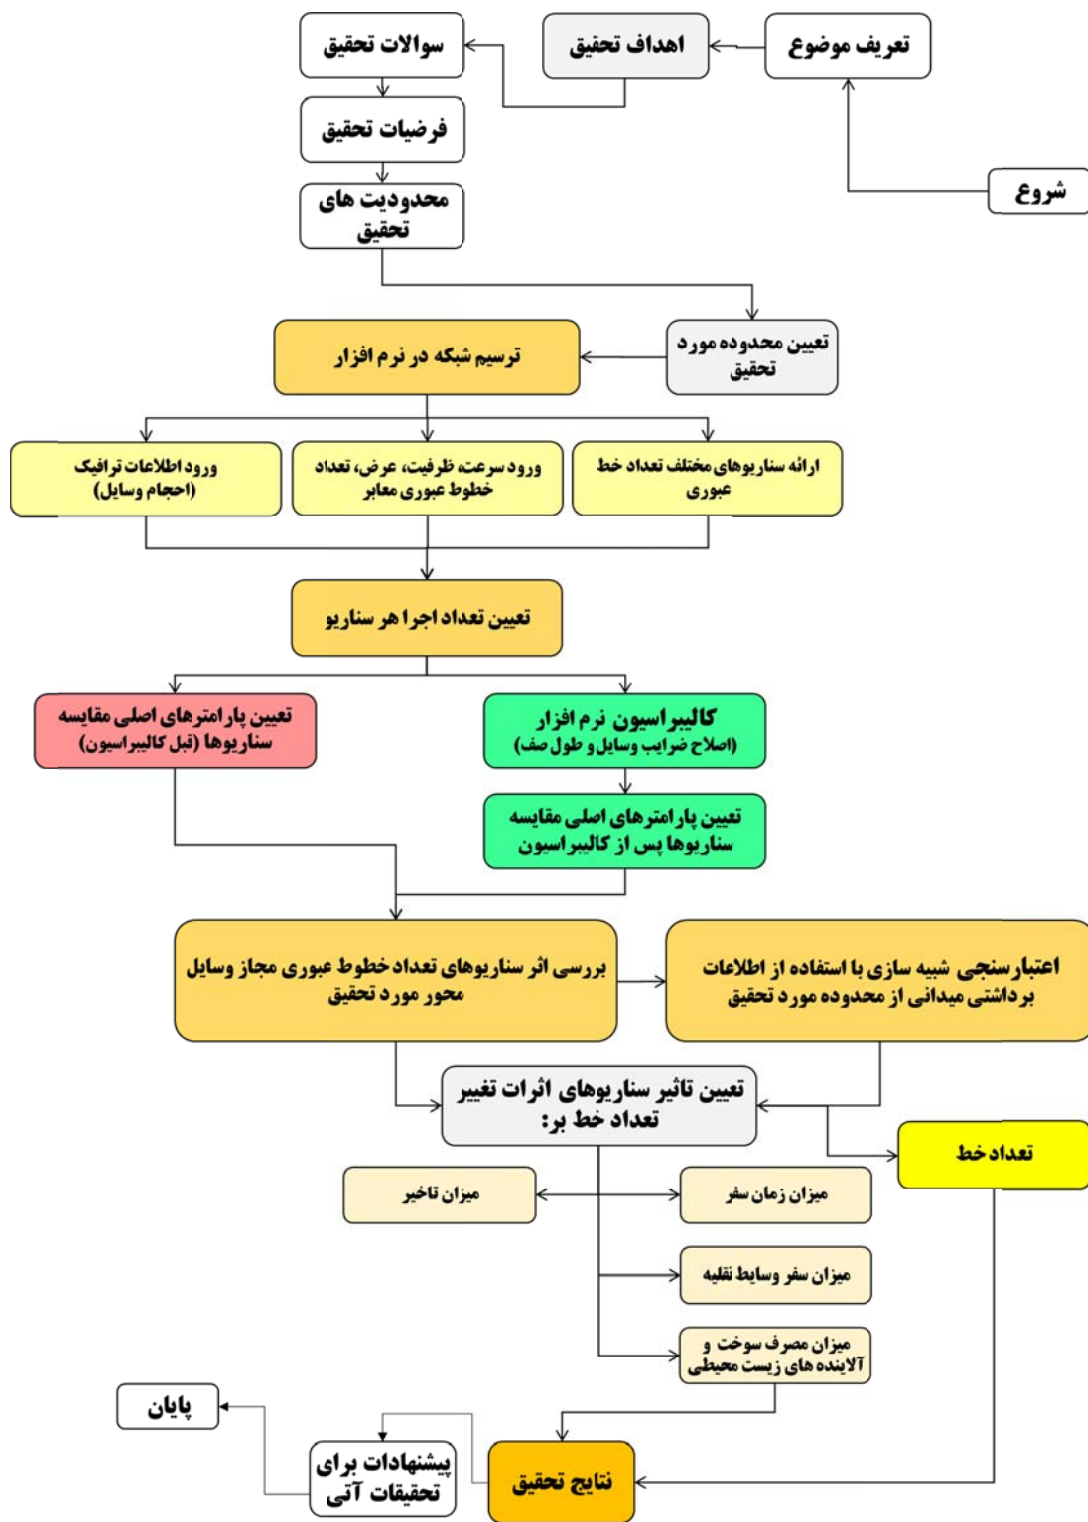 شروع
تعریف موضوع
اهداف تحقیق
سوالات تحقیق
فرضیات تحقیق
محدودیت های
تحقیق
تعیین محدوده مورد
تحقیق
ترسیم شبکه در نرم افزار
ارائه سناریوهای مختلف تعداد خط
عبوری
ورود سرعت، ظرفیت، عرض، تعداد
خطوط عبوری معابر
ورود اطلاعات ترافیک
(احجام وسایل)
تعیین تعداد اجرا هر سناریو
کالیبراسیون نرم افزار
(اصلاح ضرایب وسایل و طول صف)
تعیین پارامترهای اصلی مقایسه
سناریوها (قبل کالیبراسیون)
تعیین پارامترهای اصلی مقایسه
سناریوها پس از کالیبراسیون
بررسی اثر سناریوهای تعداد خطوط عبوری مجاز وسایل
محور مورد تحقیق
اعتبارسنجی شبیه سازی با استفاده از اطلاعات
برداشتی میدانی از محدوده مورد تحقیق
تعیین تاثیر سناریوهای اثرات تغییر
تعداد خط بر:
تعداد خط
میزان زمان سفر
میزان تاخیر
میزان سفر وسایط نقلیه
میزان مصرف سوخت و
آلاینده های زیست محیطی
نتایج تحقیق
پیشنهادات برای
تحقیقات آتی
پایان